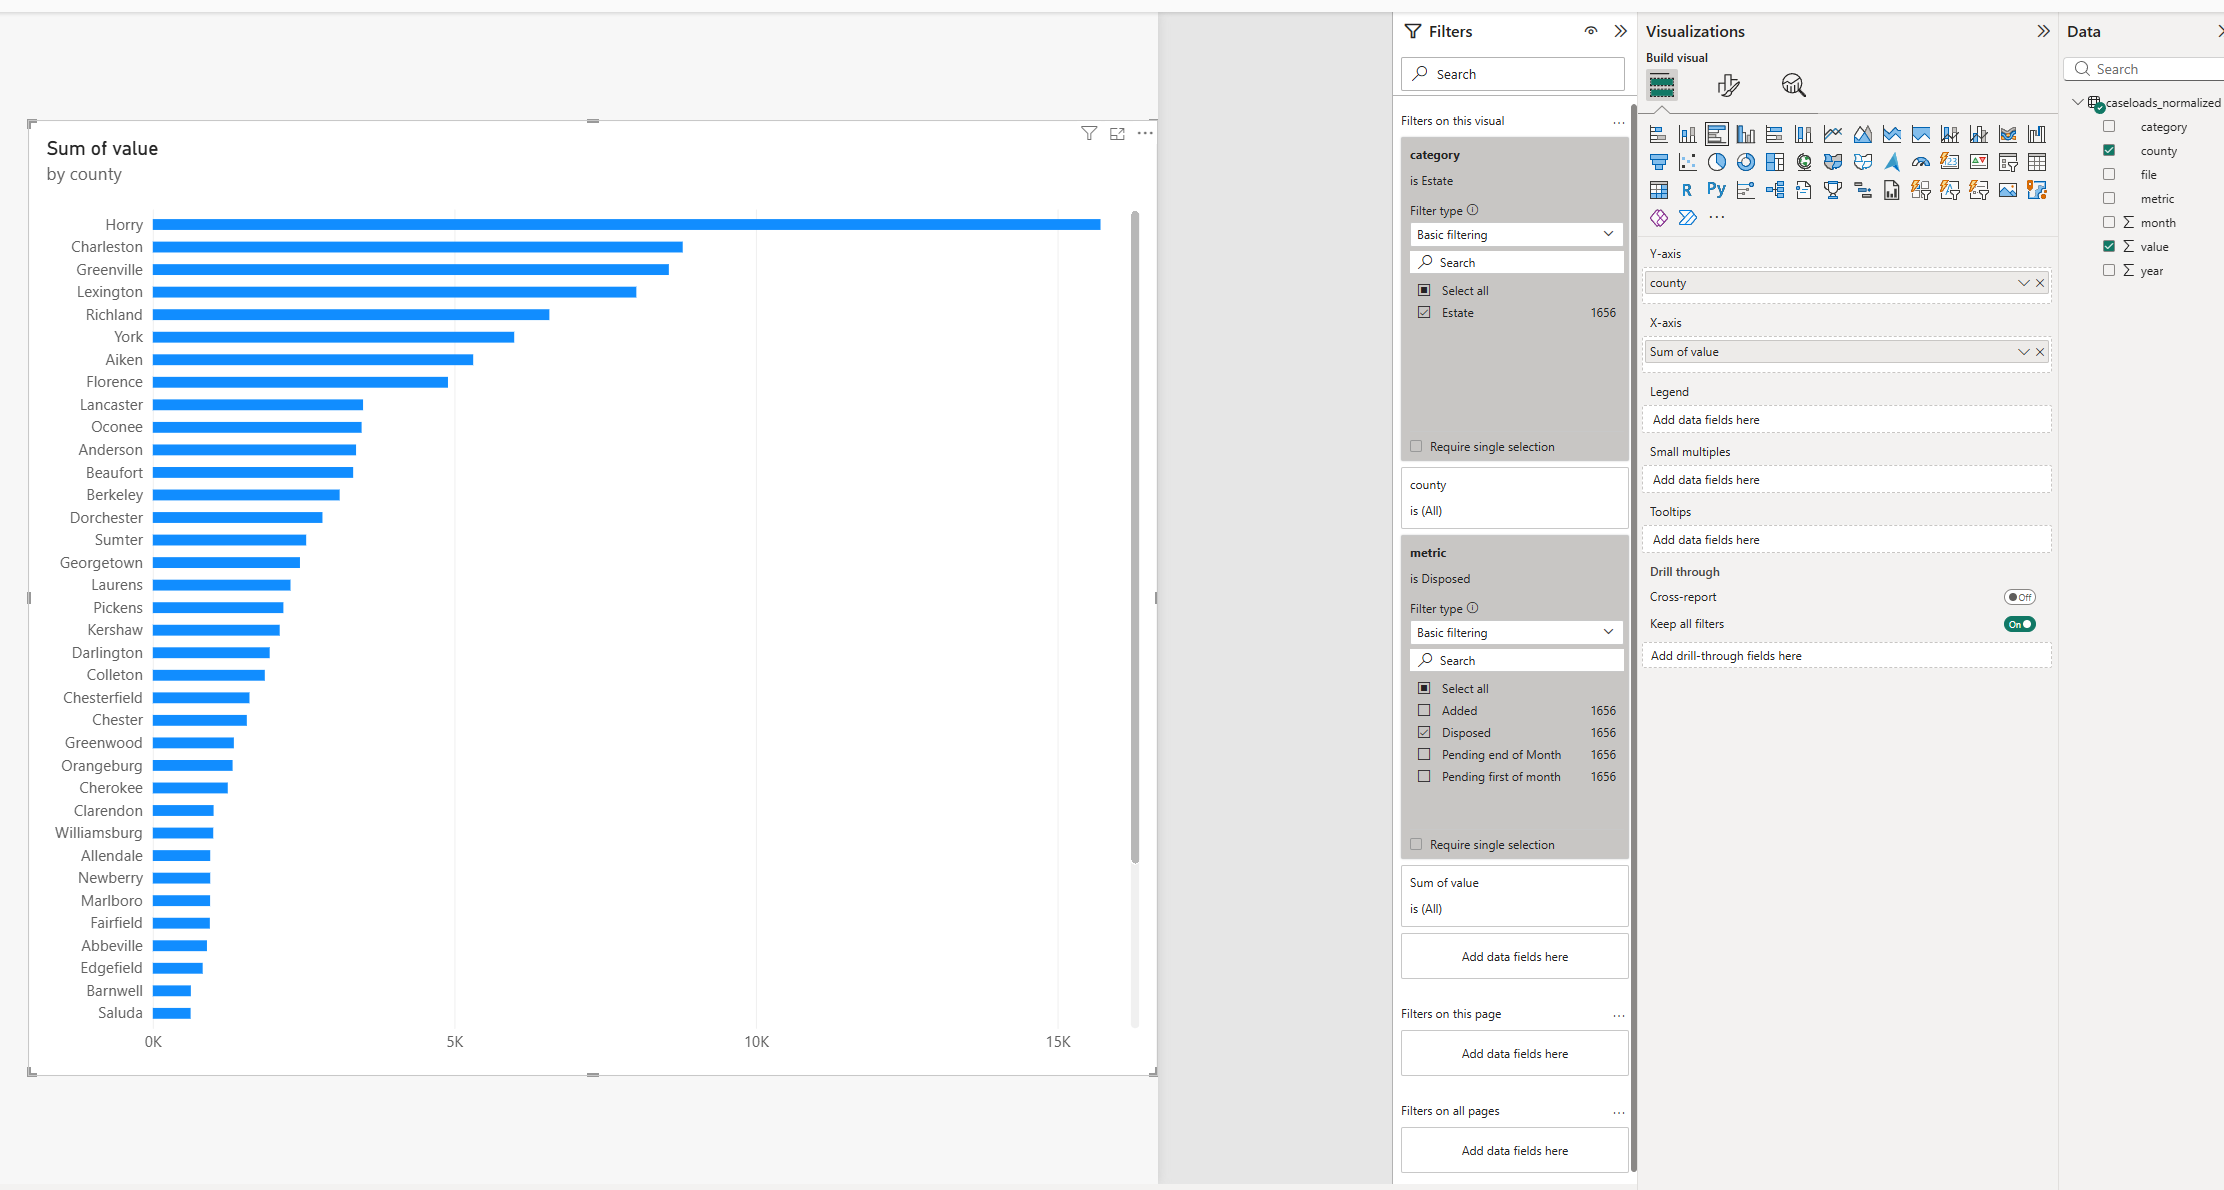 Sum of value
by county
Horry
Charleston
Greenville
Lexington
Richland
York
Aiken
Florence
Lancaster
Oconee
Anderson
Beaufort
Berkeley
Dorchester
Sumter
Georgetown
Laurens
Pickens
Kershaw
Darlington
Colleton
Chesterfield
Chester
Greenwood
Orangeburg
Cherokee
Clarendon
Williamsburg
Allendale
Newberry
Marlboro
Fairfield
Abbeville
Edgefield
Barnwell
Saluda
0K 5K 10K 15K
Filters
Search
Filters on this visual ...
category
is Estate
Filter type
Basic filtering
Search
Select all
Estate 1656
Require single selection
county
is (All)
metric
is Disposed
Filter type
Basic filtering
Search
Select all
Added 1656
Disposed 1656
Pending end of Month 1656
Pending first of month 1656
Require single selection
Sum of value
is (All)
Add data fields here
Filters on this page ...
Add data fields here
Filters on all pages ...
Add data fields here
Visualizations
Build visual
123
R Py
...
Y-axis
county
X-axis
Sum of value
Legend
Add data fields here
Small multiples
Add data fields here
Tooltips
Add data fields here
Drill through
Cross-report Off
Keep all filters On
Add drill-through fields here
Data
Search
caseloads_normalized
category
county
file
metric
Σ month
Σ value
Σ year